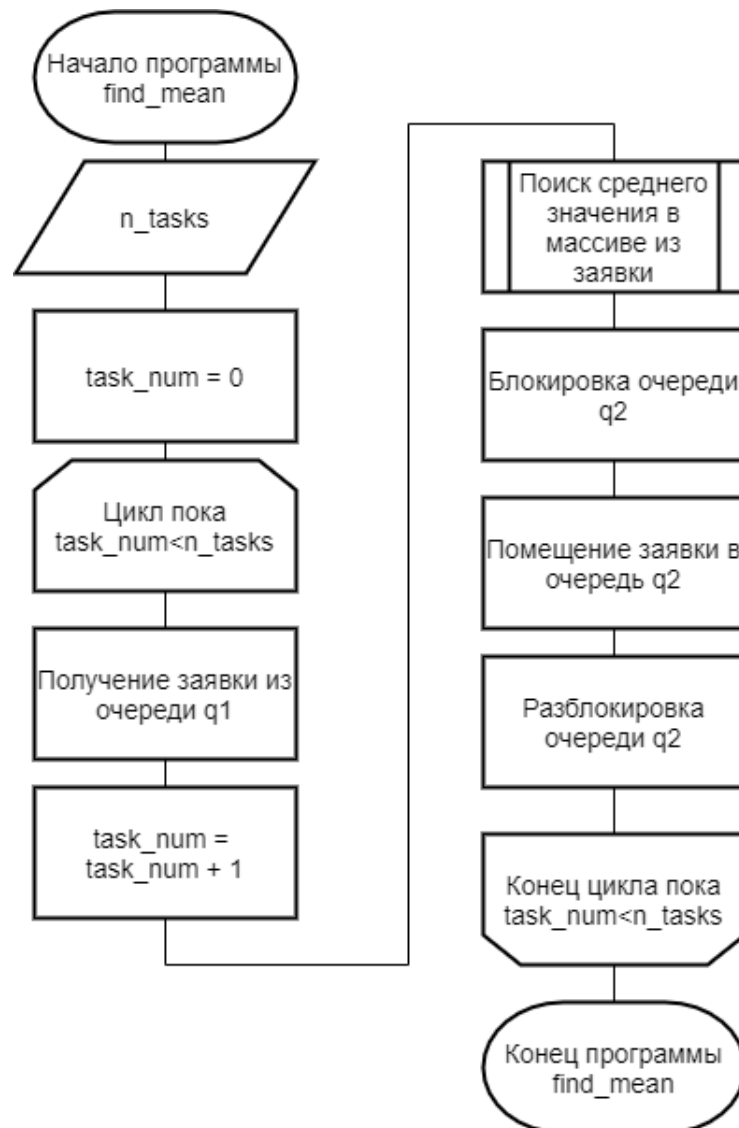 Начало программы
find_mean
n_tasks
task_num = 0
Цикл пока
task_num<n_tasks
Получение заявки из
очереди q1
task_num =
task_num + 1
Поиск среднего
значения в
массиве из
заявки
Блокировка очереди
q2
Помещение заявки в
очередь q2
Разблокировка
очереди q2
Конец цикла пока
task_num<n_tasks
Конец программы
find_mean